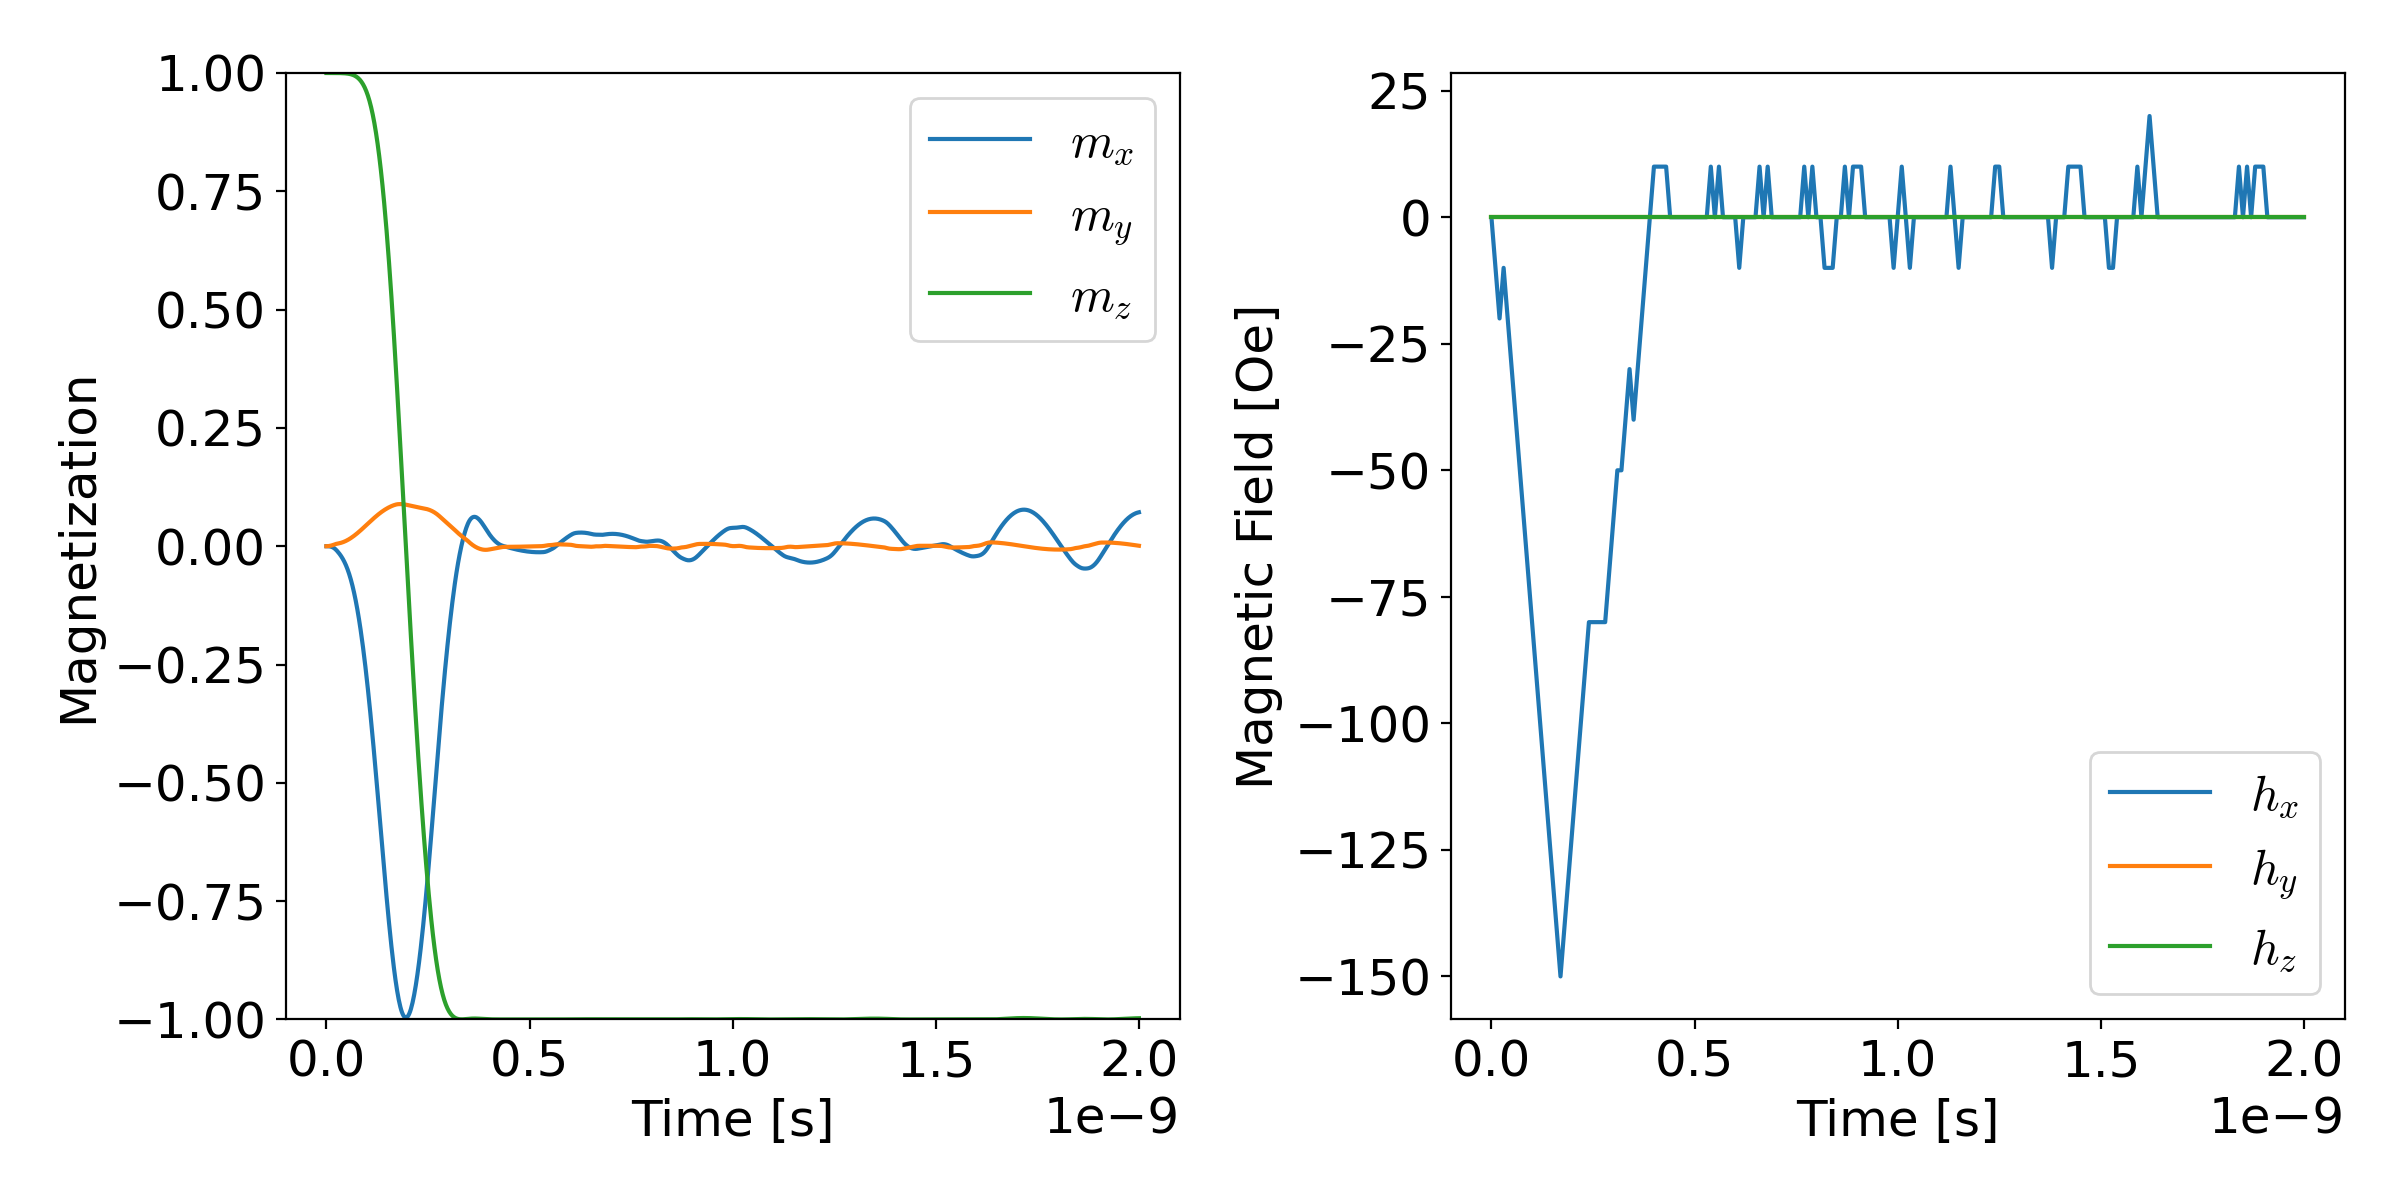 1.00
0.75
0.50
0.25
0.00
−0.25
−0.50
−0.75
−1.00
Magnetization
m_x
m_y
m_z
0.0 0.5 1.0 1.5 2.0
Time [s]
1e−9
25
0
−25
−50
−75
−100
−125
−150
Magnetic Field [Oe]
h_x
h_y
h_z
0.0 0.5 1.0 1.5 2.0
Time [s]
1e−9